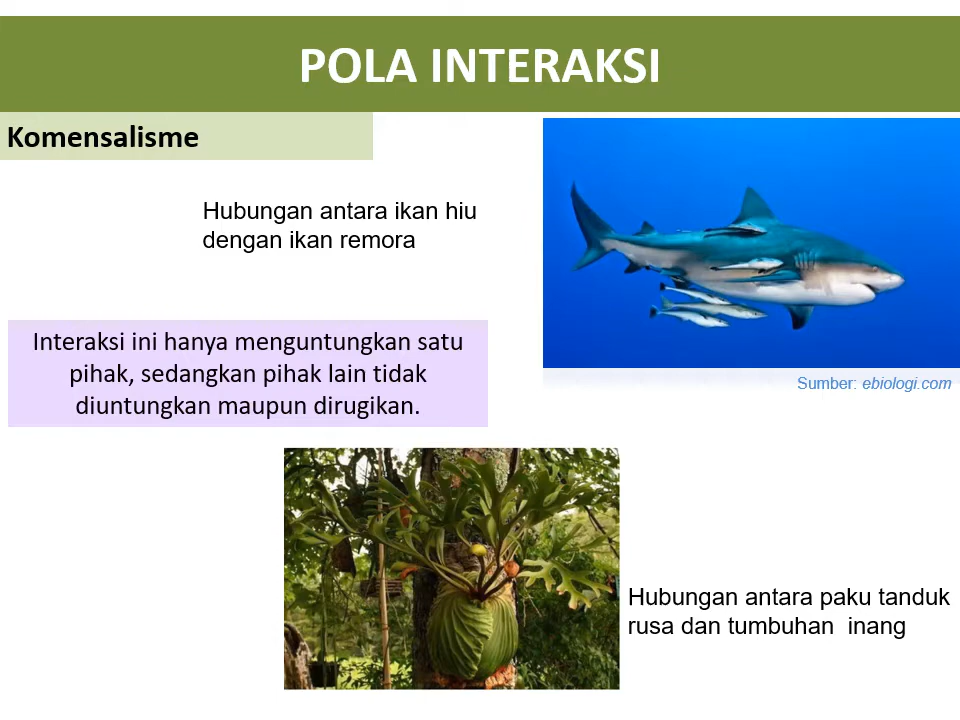 POLA INTERAKSI
Komensalisme
Hubungan antara ikan hiu
dengan ikan remora
Interaksi ini hanya menguntungkan satu
pihak, sedangkan pihak lain tidak
diuntungkan maupun dirugikan.
Sumber: ebiologi.com
Hubungan antara paku tanduk
rusa dan tumbuhan  inang